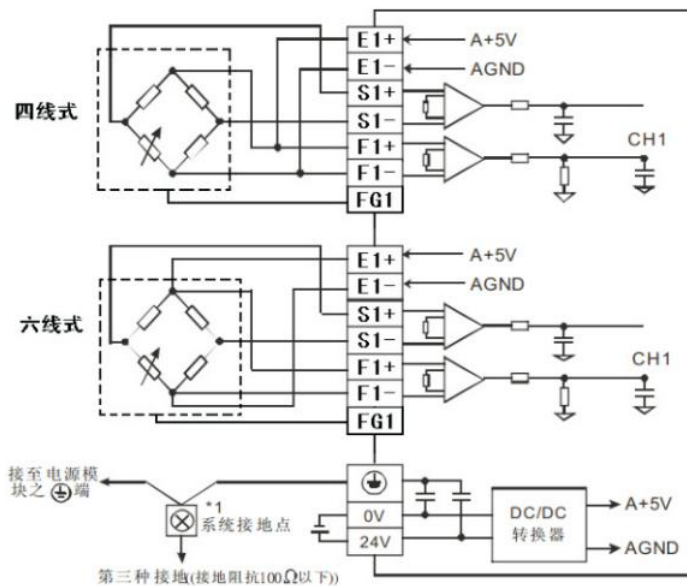 四线式
E1+
A+5V
E1-
AGND
S1+
S1-
F1+
CH1
F1-
FG1
六线式
E1+
A+5V
E1-
AGND
S1+
S1-
F1+
CH1
F1-
FG1
接至电源模
块之 端
*1
系统接地点
第三种接地((接地阻抗100Ω以下))
0V
24V
DC/DC
转换器
A+5V
AGND